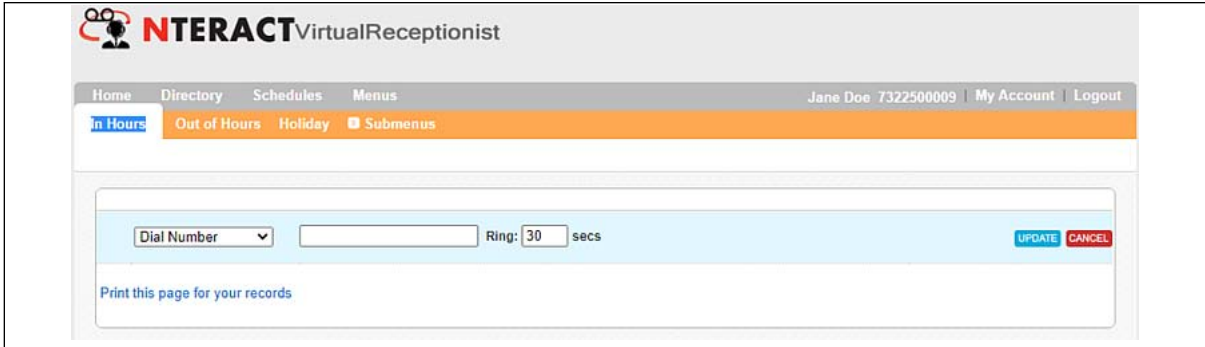 NTERACTVirtualReceptionist
Home Directory Schedules Menus Jane Doe 7322500009 | My Account | Logout
In Hours Out of Hours Holiday Submenus
Dial Number Ring: 30 secs UPDATE CANCEL
Print this page for your records